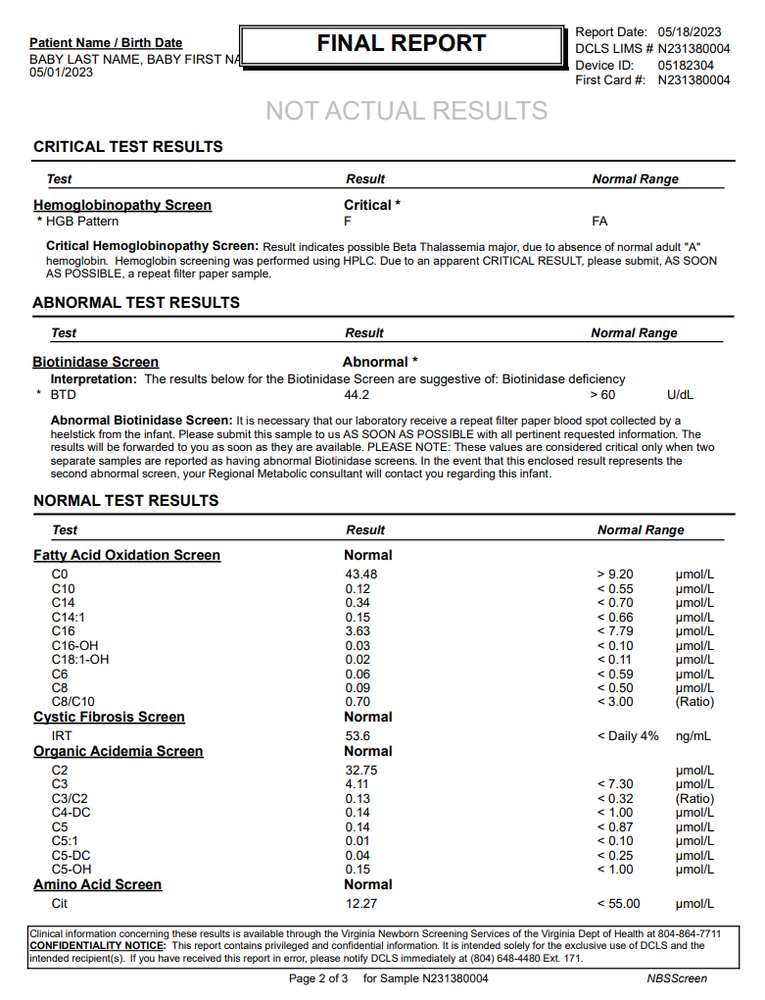 Patient Name / Birth Date
BABY LAST NAME, BABY FIRST NA
05/01/2023
FINAL REPORT
Report Date: 05/18/2023
DCLS LIMS # N231380004
Device ID: 05182304
First Card #: N231380004
NOT ACTUAL RESULTS
CRITICAL TEST RESULTS
Test Result Normal Range
Hemoglobinopathy Screen Critical *
* HGB Pattern F FA
Critical Hemoglobinopathy Screen: Result indicates possible Beta Thalassemia major, due to absence of normal adult "A"
hemoglobin. Hemoglobin screening was performed using HPLC. Due to an apparent CRITICAL RESULT, please submit, AS SOON
AS POSSIBLE, a repeat filter paper sample.
ABNORMAL TEST RESULTS
Test Result Normal Range
Biotinidase Screen Abnormal *
Interpretation: The results below for the Biotinidase Screen are suggestive of: Biotinidase deficiency
* BTD 44.2 > 60 U/dL
Abnormal Biotinidase Screen: It is necessary that our laboratory receive a repeat filter paper blood spot collected by a
heelstick from the infant. Please submit this sample to us AS SOON AS POSSIBLE with all pertinent requested information. The
results will be forwarded to you as soon as they are available. PLEASE NOTE: These values are considered critical only when two
separate samples are reported as having abnormal Biotinidase screens. In the event that this enclosed result represents the
second abnormal screen, your Regional Metabolic consultant will contact you regarding this infant.
NORMAL TEST RESULTS
Test Result Normal Range
Fatty Acid Oxidation Screen Normal
C0 43.48 > 9.20 µmol/L
C10 0.12 < 0.55 µmol/L
C14 0.34 < 0.70 µmol/L
C14:1 0.15 < 0.66 µmol/L
C16 3.63 < 7.79 µmol/L
C16-OH 0.03 < 0.10 µmol/L
C18:1-OH 0.02 < 0.11 µmol/L
C6 0.06 < 0.59 µmol/L
C8 0.09 < 0.50 µmol/L
C8/C10 0.70 < 3.00 (Ratio)
Cystic Fibrosis Screen Normal
IRT 53.6 < Daily 4% ng/mL
Organic Acidemia Screen Normal
C2 32.75 µmol/L
C3 4.11 < 7.30 µmol/L
C3/C2 0.13 < 0.32 (Ratio)
C4-DC 0.14 < 1.00 µmol/L
C5 0.14 < 0.87 µmol/L
C5:1 0.01 < 0.10 µmol/L
C5-DC 0.04 < 0.25 µmol/L
C5-OH 0.15 < 1.00 µmol/L
Amino Acid Screen Normal
Cit 12.27 < 55.00 µmol/L
Clinical information concerning these results is available through the Virginia Newborn Screening Services of the Virginia Dept of Health at 804-864-7711
CONFIDENTIALITY NOTICE: This report contains privileged and confidential information. It is intended solely for the exclusive use of DCLS and the
intended recipient(s). If you have received this report in error, please notify DCLS immediately at (804) 648-4480 Ext. 171.
Page 2 of 3 for Sample N231380004 NBSScreen